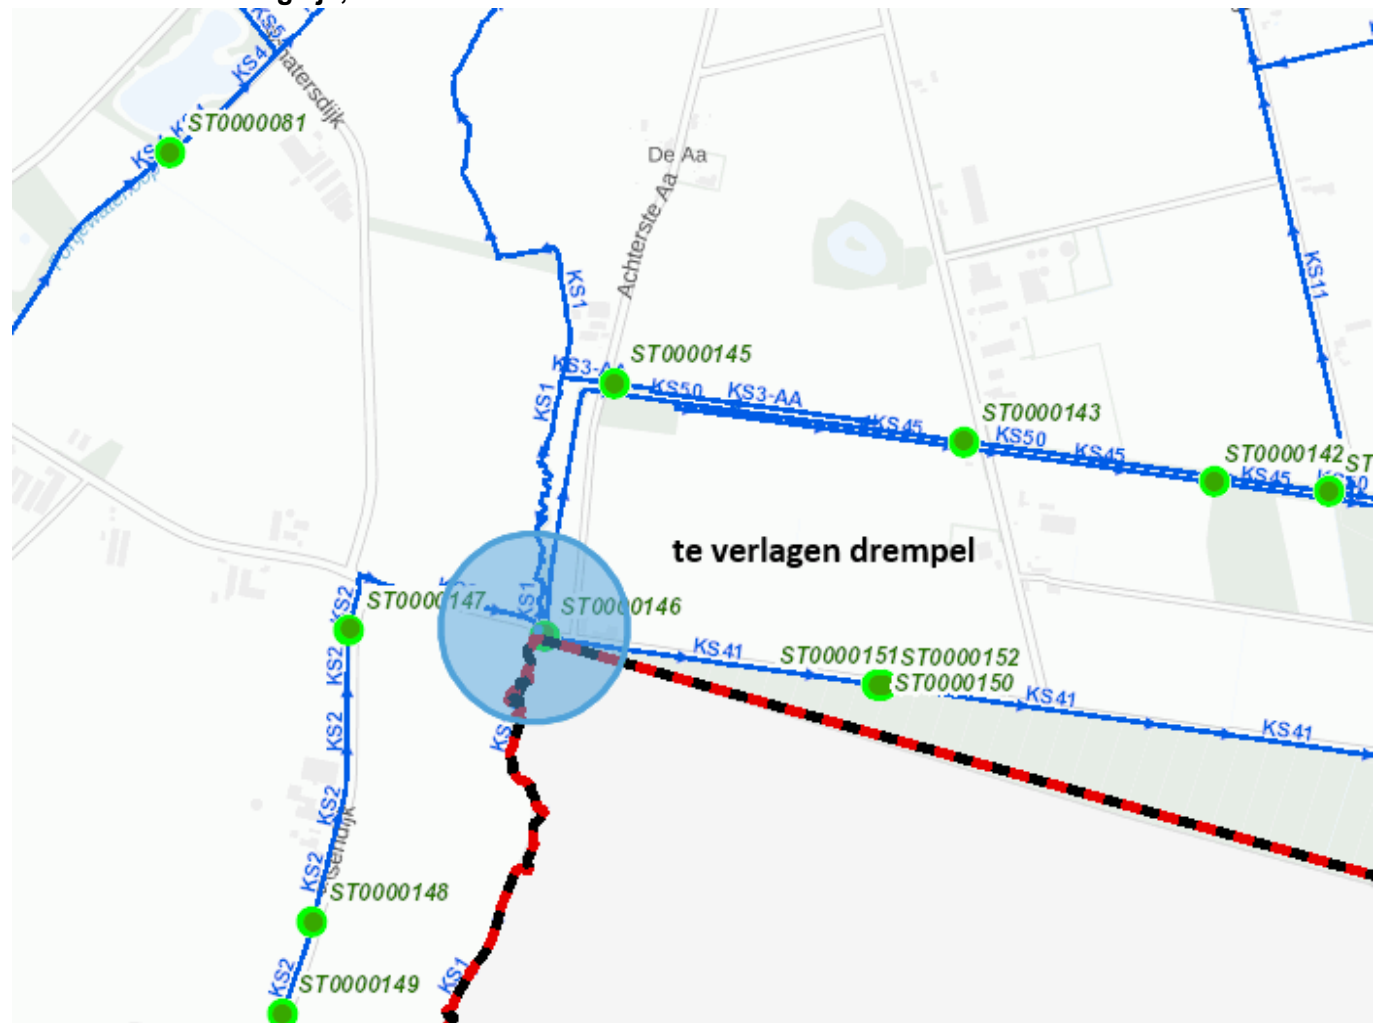 KS5
KS4
ST0000081
De Aa
Achterste Aa
KS1
KS11
ST0000145
KS3-AA
KS50
KS3-AA
KS45
KS1
ST0000143
KS50
KS45
ST0000142
KS45
te verlagen drempel
KS2
ST0000147
KS1
ST0000146
KS41
ST0000151
ST0000152
ST0000150
KS41
KS41
KS2
KS2
KS2
KS2
ST0000148
KS2
ST0000149
KS1